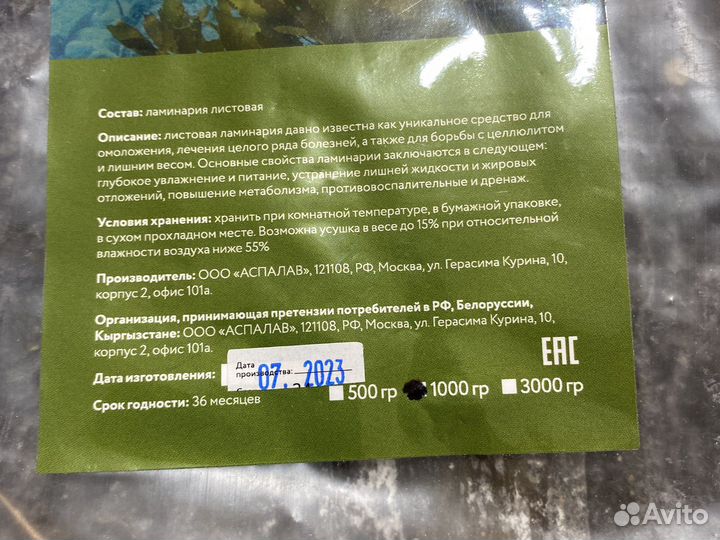 Состав: ламинария листовая
Описание: листовая ламинария давно известна как уникальное средство для
омоложения, лечения целого ряда болезней, а также для борьбы с целлюлитом
и лишним весом. Основные свойства ламинарии заключаются в следующем:
глубокое увлажнение и питание, устранение лишней жидкости и жировых
отложений, повышение метаболизма, противовоспалительные и дренаж.
Условия хранения: хранить при комнатной температуре, в бумажной упаковке,
в сухом прохладном месте. Возможна усушка в весе до 15% при относительной
влажности воздуха ниже 55%
Производитель: ООО «АСПАЛАВ», 121108, РФ, Москва, ул. Герасима Курина, 10,
корпус 2, офис 101а.
Организация, принимающая претензии потребителей в РФ, Белоруссии,
Кыргызстане: ООО «АСПАЛАВ», 121108, РФ, Москва, ул. Герасима Курина, 10,
корпус 2, офис 101а.
EAC
Дата изготовления:
Дата
производства:
07. 2023
Срок годности: 36 месяцев
500 гр 1000 гр 3000 гр
Avito